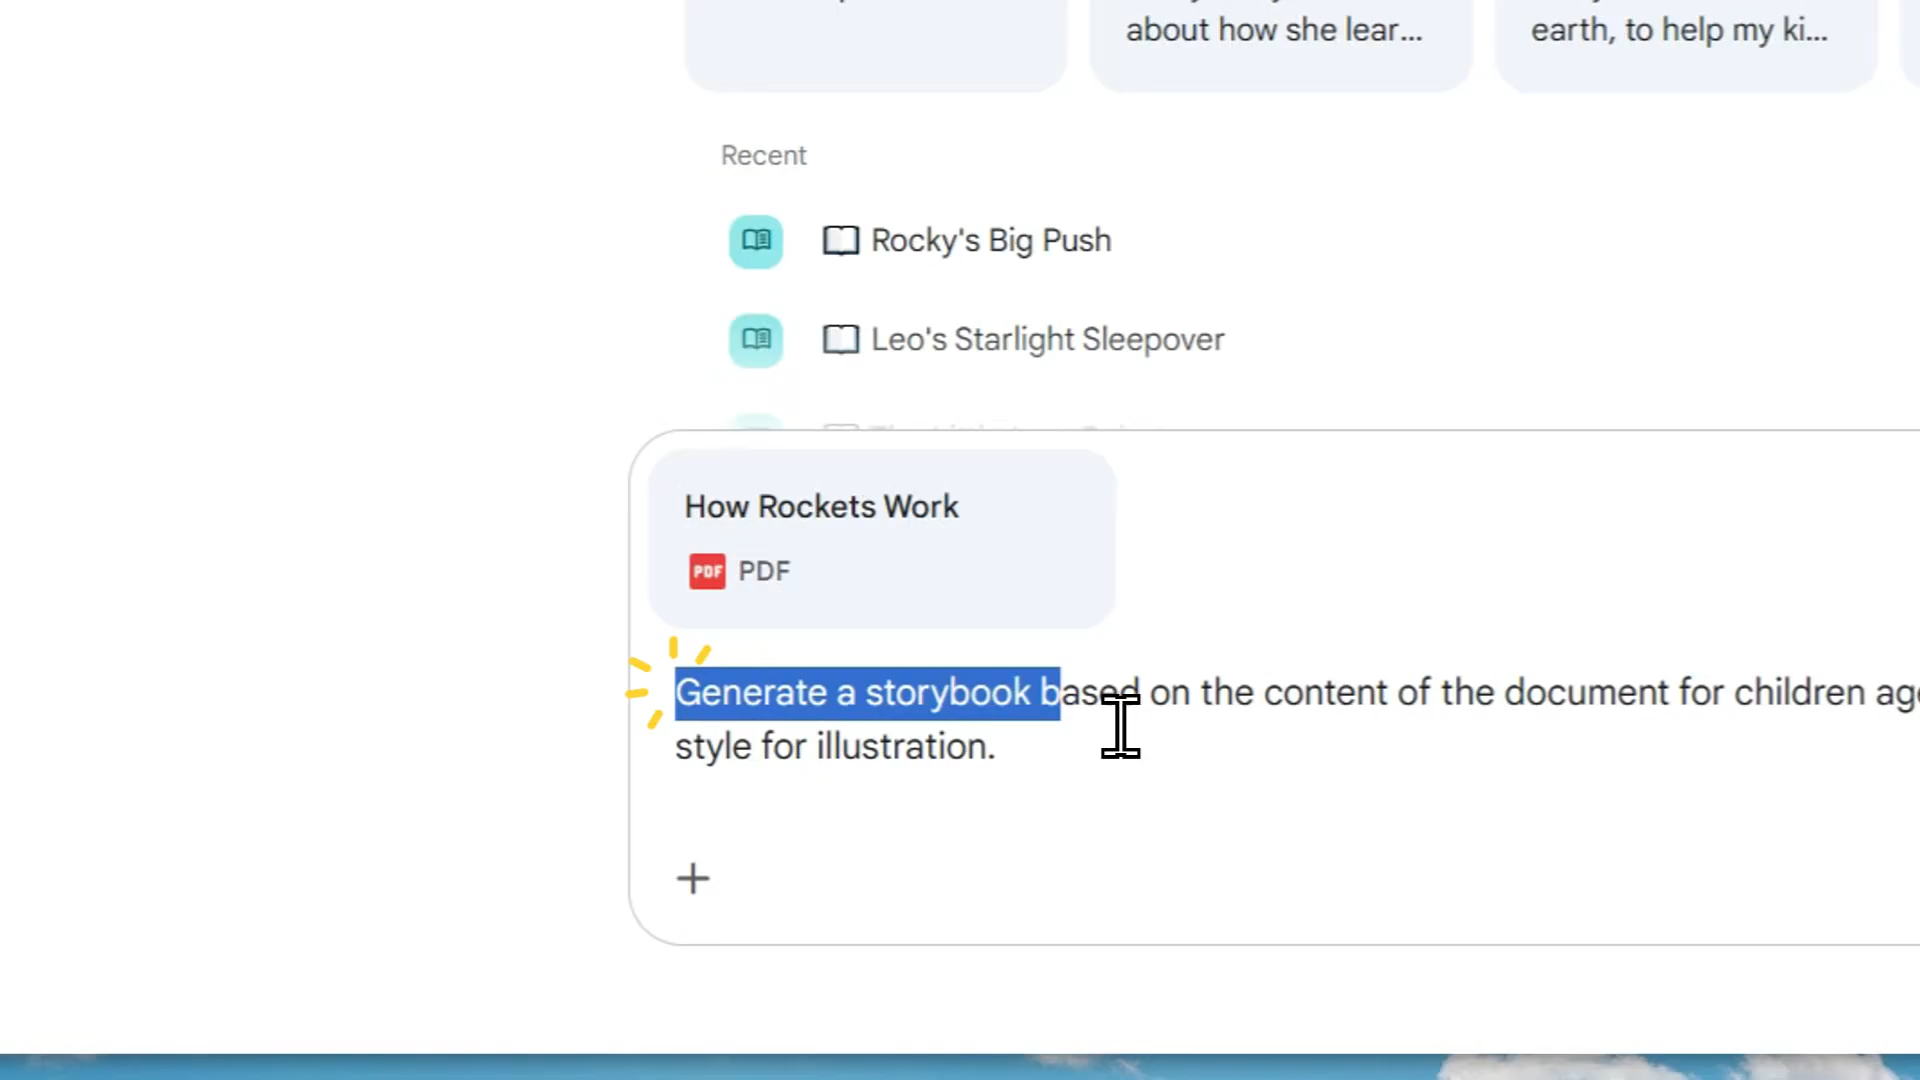 about how she lear...
earth, to help my ki...
Recent
Rocky's Big Push
Leo's Starlight Sleepover
How Rockets Work
PDF PDF
Generate a storybook based on the content of the document for children
style for illustration.